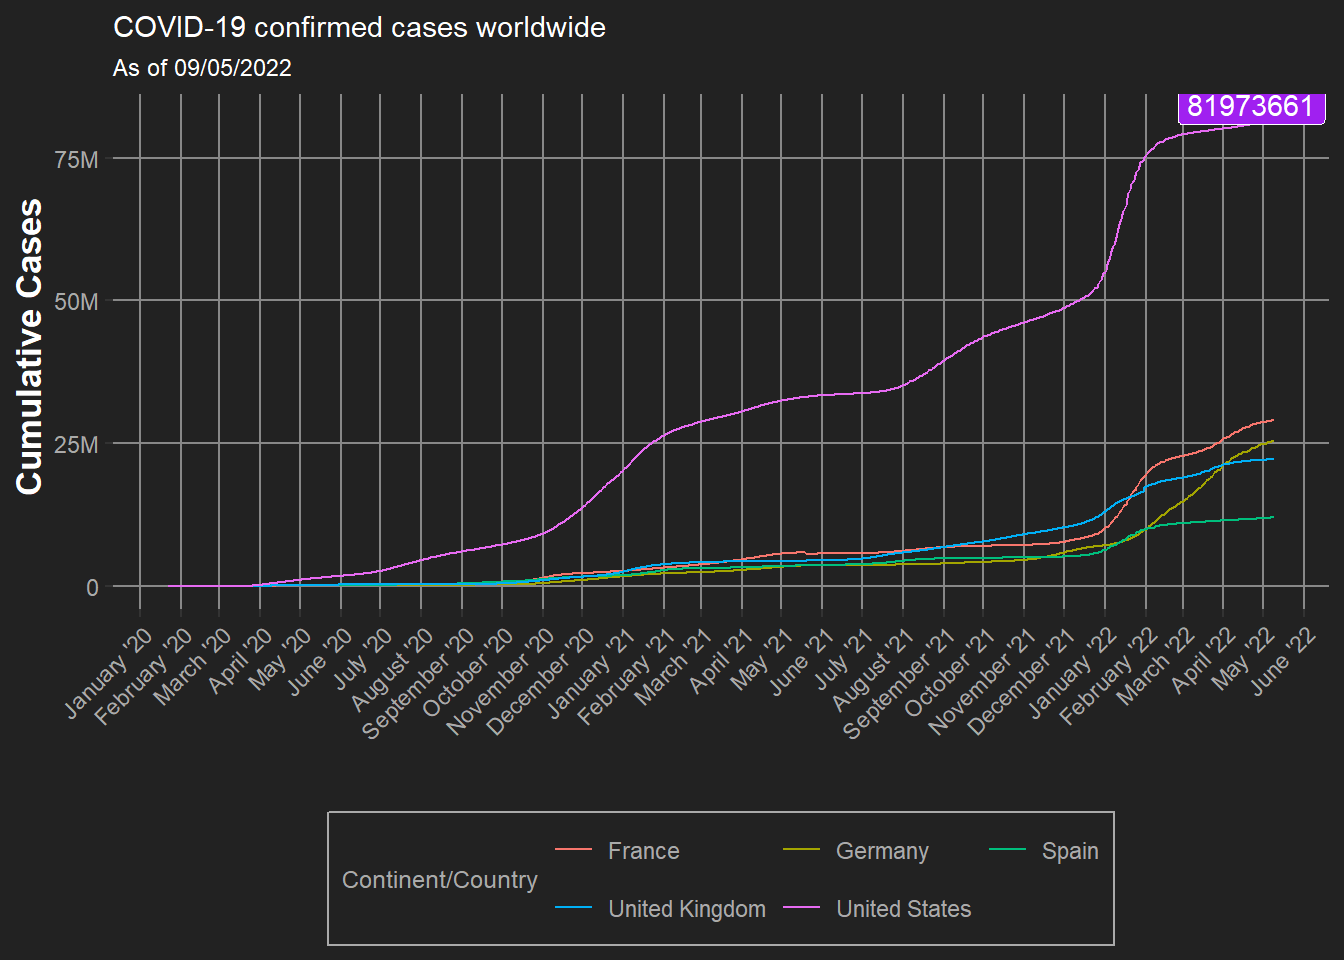 COVID-19 confirmed cases worldwide
As of 09/05/2022
81973661
75M
50M
25M
0
Cumulative Cases
January '20
February '20
March '20
April '20
May '20
June '20
July '20
August '20
September '20
October '20
November '20
December '20
January '21
February '21
March '21
April '21
May '21
June '21
July '21
August '21
September '21
October '21
November '21
December '21
January '22
February '22
March '22
April '22
May '22
June '22
Continent/Country
France
Germany
Spain
United Kingdom
United States